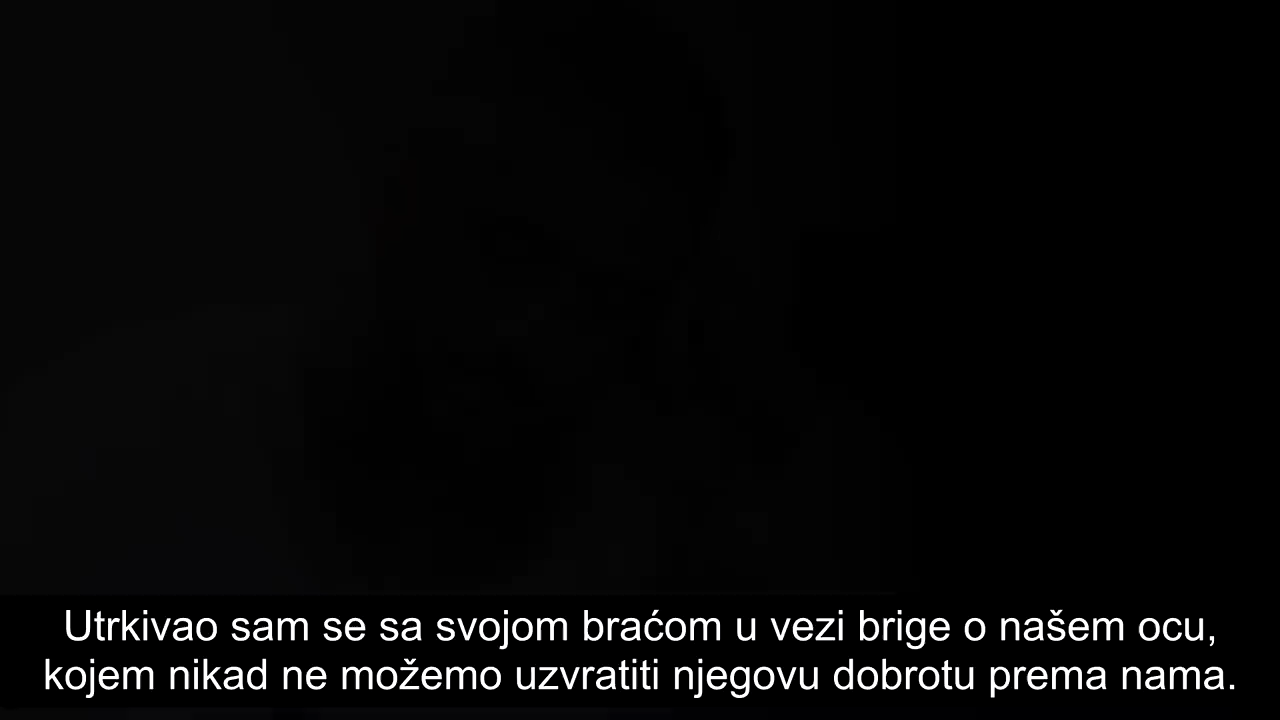 Utrkivao sam se sa svojom braćom u vezi brige o našem ocu,
kojem nikad ne možemo uzvratiti njegovu dobrotu prema nama.